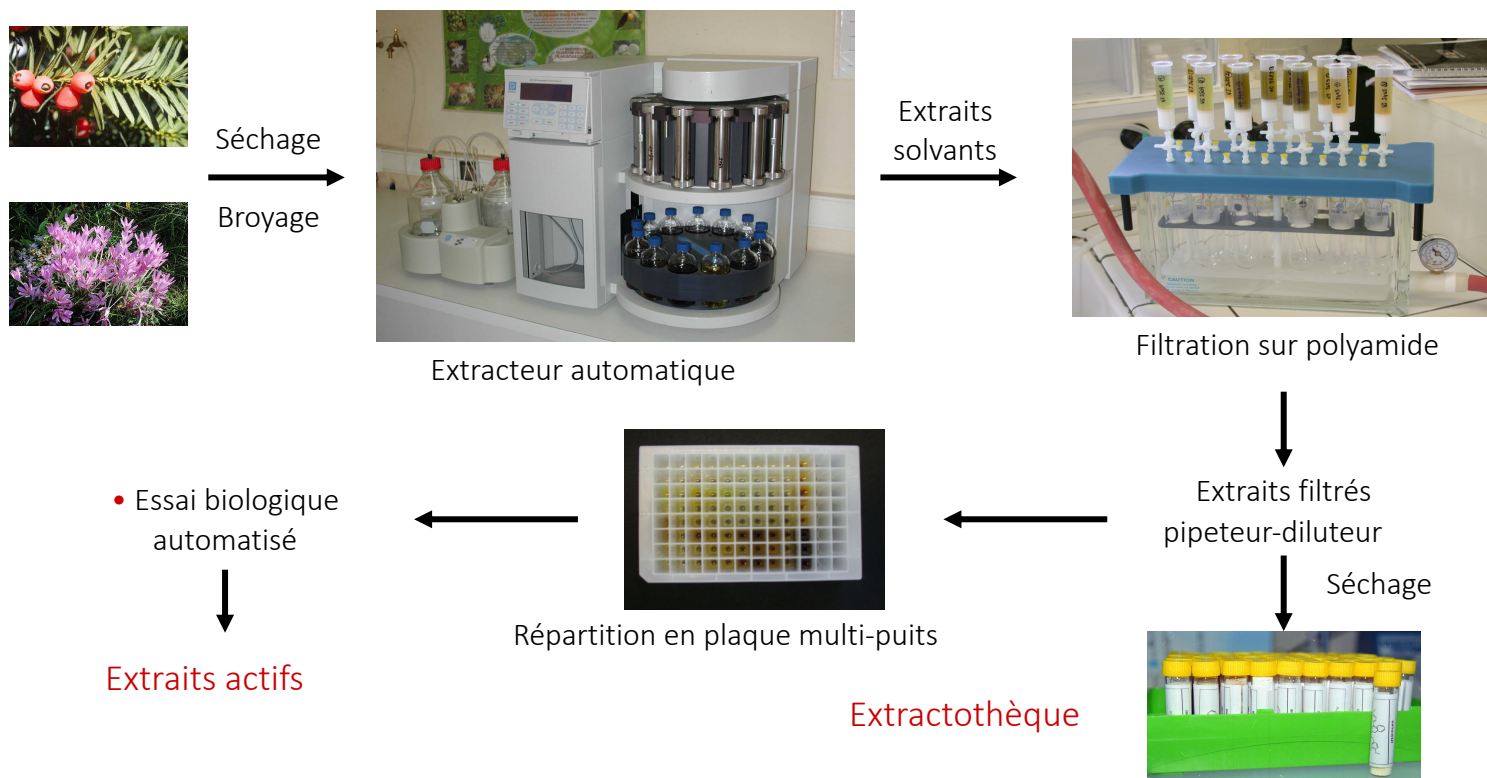 Séchage
Broyage
Extracteur automatique
Extraits
solvants
Filtration sur polyamide
CAUTION
Extraits filtrés
pipeteur-diluteur
Séchage
Répartition en plaque multi-puits
• Essai biologique
automatisé
Extraits actifs
Extractothèque